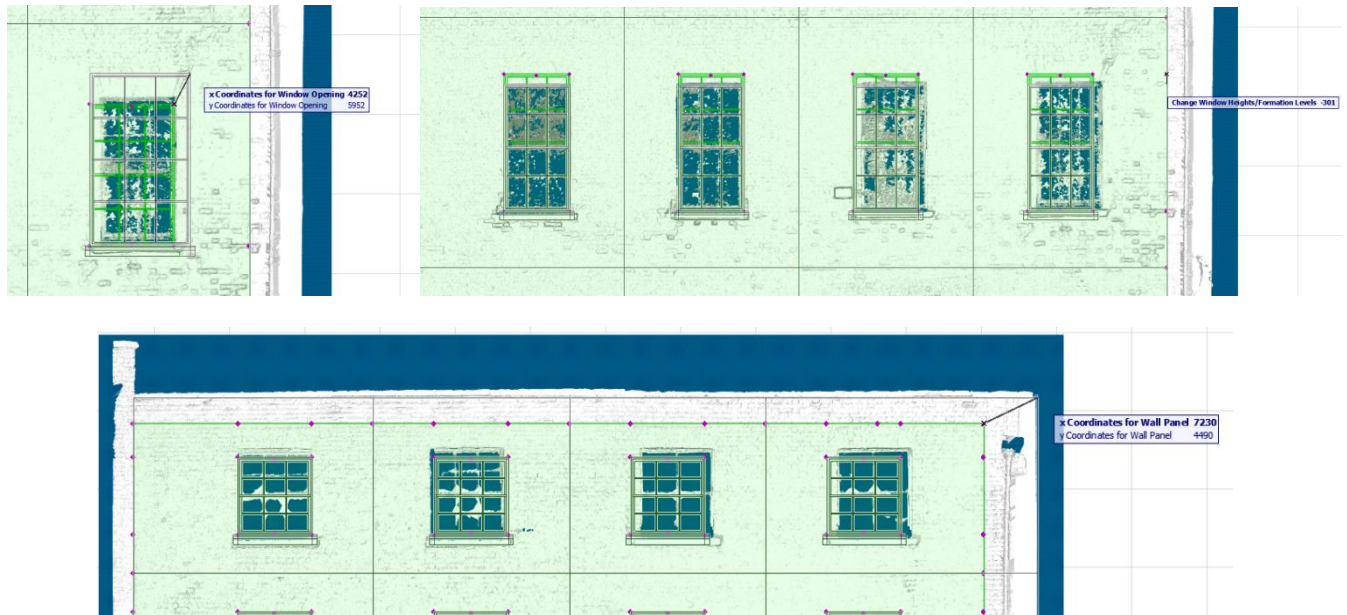 x Coordinates for Window Opening 4252
y Coordinates for Window Opening 5952
Change Window Heights/Formation Levels -301
x Coordinates for Wall Panel 7230
y Coordinates for Wall Panel 4490